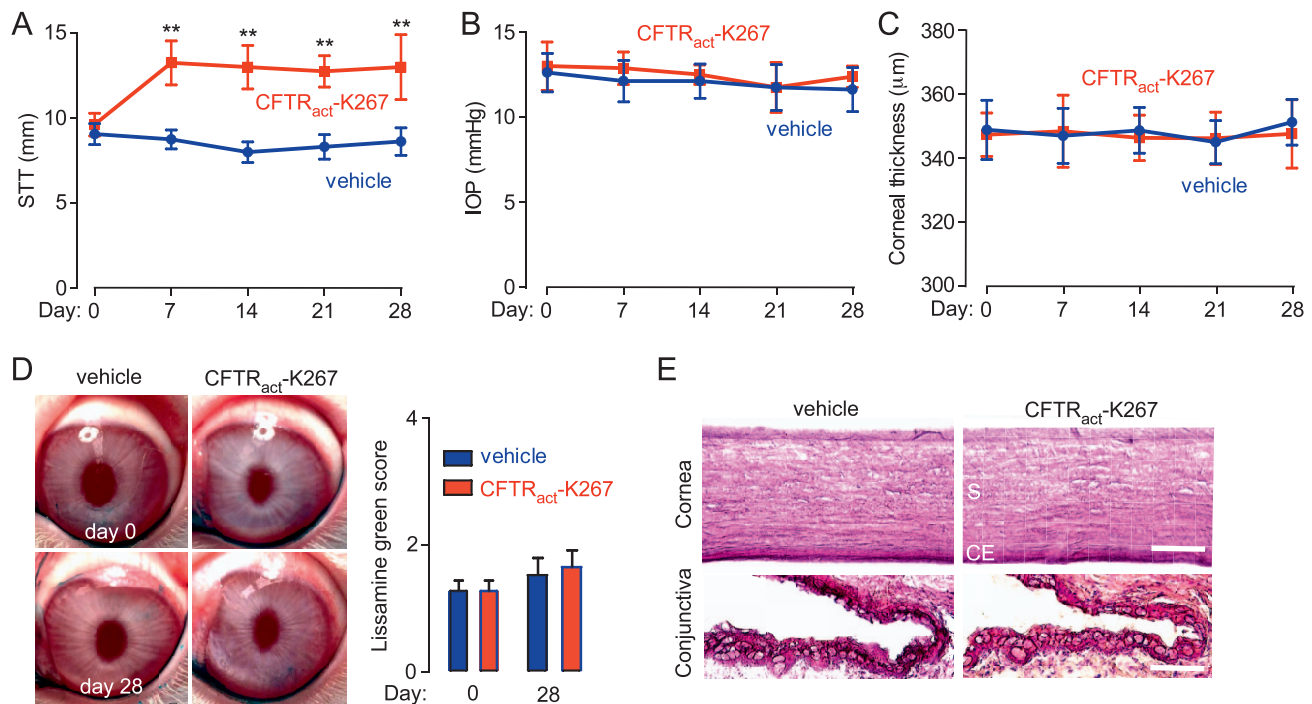 A
STT (mm)
15
10
5
0
** ** ** **
CFTRact-K267
vehicle
Day: 0 7 14 21 28
B
IOP (mmHg)
15
10
5
0
CFTRact-K267
vehicle
Day: 0 7 14 21 28
C
Corneal thickness (μm)
380
360
340
320
300
CFTRact-K267
vehicle
Day: 0 7 14 21 28
D
vehicle CFTRact-K267
day 0
day 28
Lissamine green score
4
2
0
vehicle
CFTRact-K267
Day: 0 28
E
vehicle CFTRact-K267
Cornea
S
CE
Conjunctiva